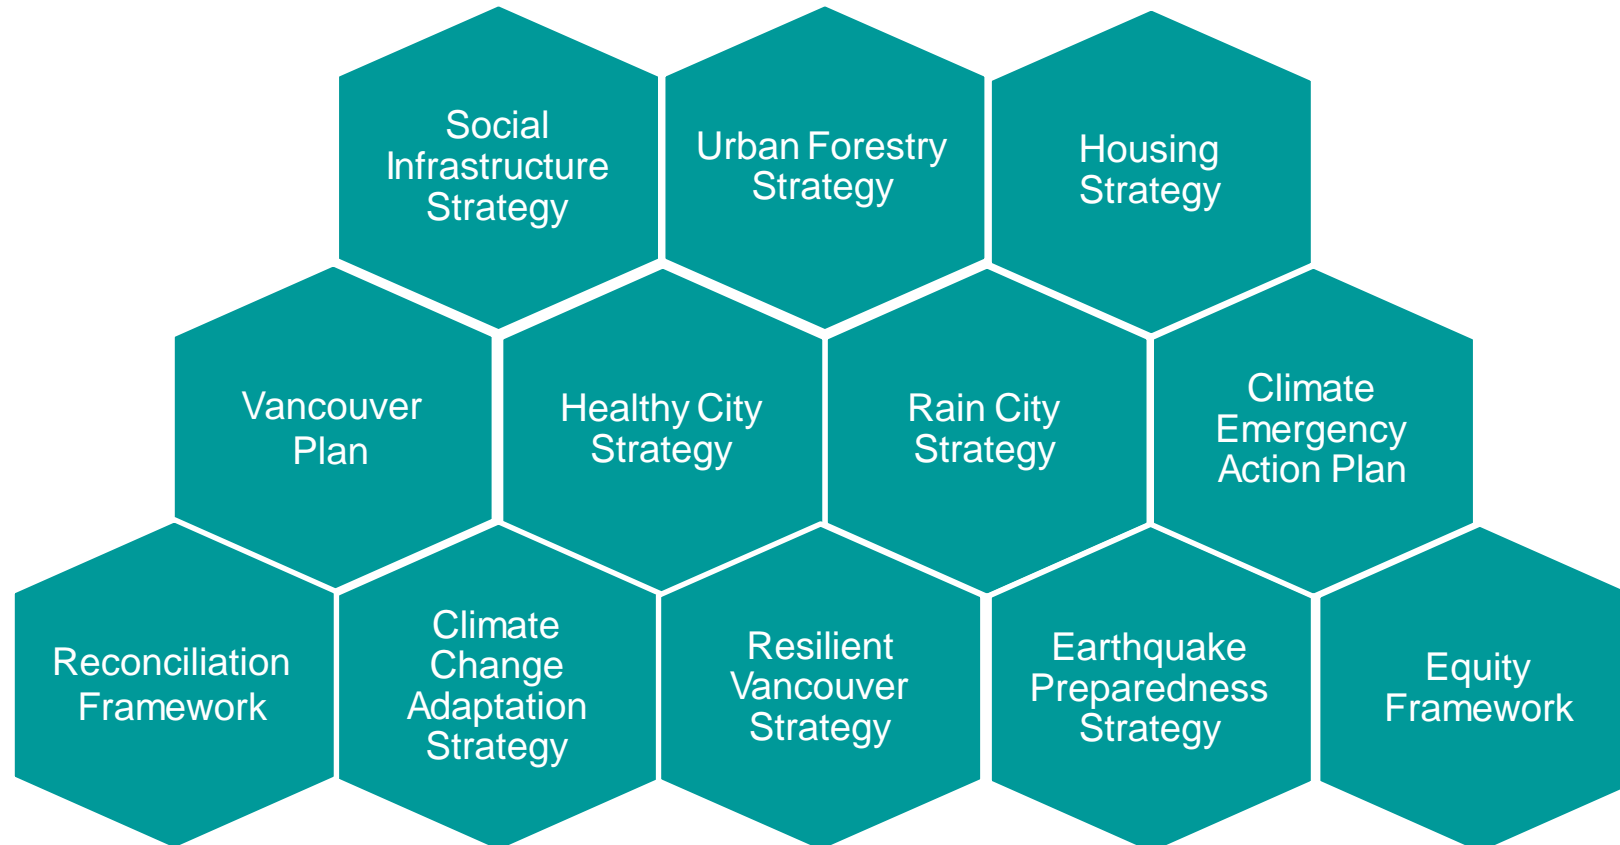 Social
Infrastructure
Strategy
Urban Forestry
Strategy
Housing
Strategy
Vancouver
Plan
Healthy City
Strategy
Rain City
Strategy
Climate
Emergency
Action Plan
Reconciliation
Framework
Climate
Change
Adaptation
Strategy
Resilient
Vancouver
Strategy
Earthquake
Preparedness
Strategy
Equity
Framework